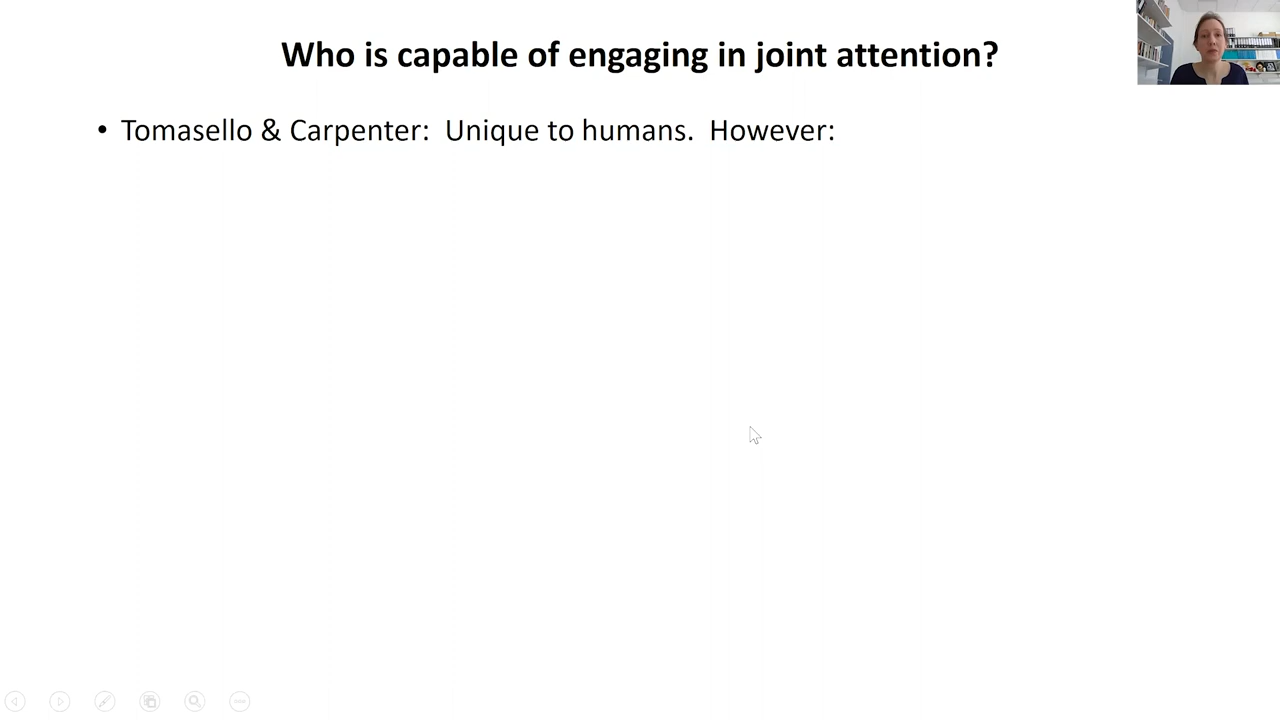 Who is capable of engaging in joint attention?
• Tomasello & Carpenter: Unique to humans. However: